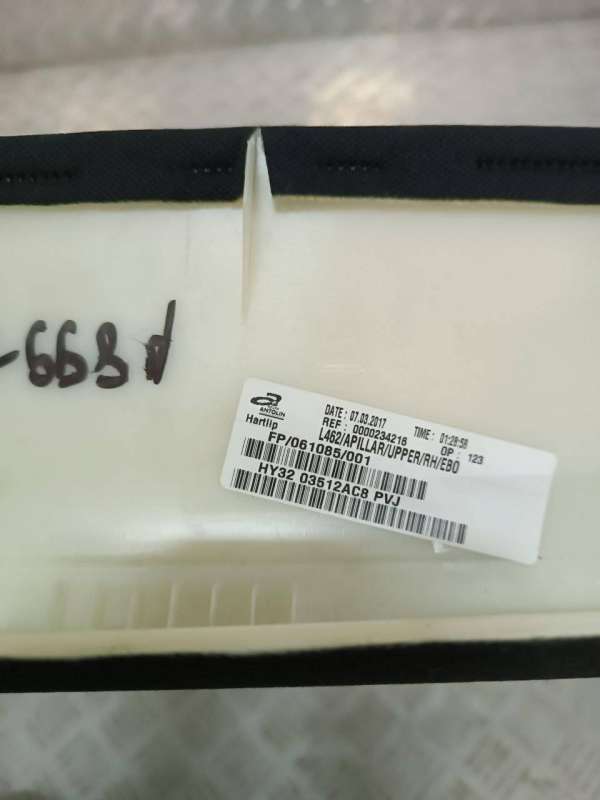 -668d
ANTOLIN
Hartlip
DATE : 07.03.2017 TIME : 01:28:58
REF : 0000234216 OP : 123
L462/APILLAR/UPPER/RH/EBO
FP/061085/001
HY32 03512AC8 PVJ